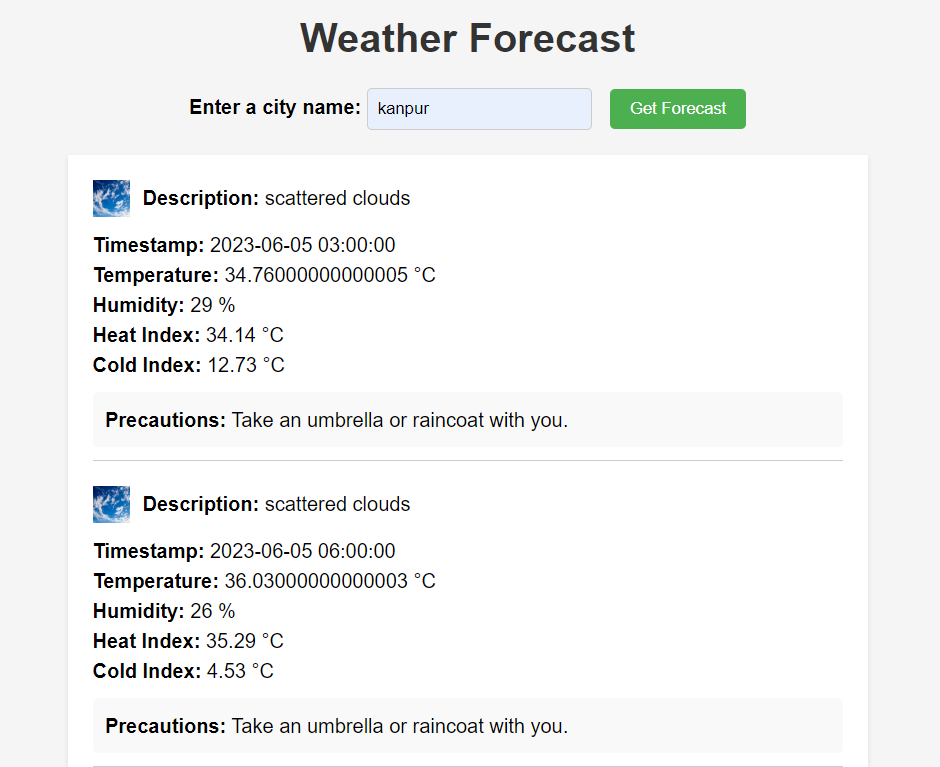 Weather Forecast
Enter a city name: kanpur Get Forecast
Description: scattered clouds
Timestamp: 2023-06-05 03:00:00
Temperature: 34.76000000000005 °C
Humidity: 29 %
Heat Index: 34.14 °C
Cold Index: 12.73 °C
Precautions: Take an umbrella or raincoat with you.
Description: scattered clouds
Timestamp: 2023-06-05 06:00:00
Temperature: 36.03000000000003 °C
Humidity: 26 %
Heat Index: 35.29 °C
Cold Index: 4.53 °C
Precautions: Take an umbrella or raincoat with you.